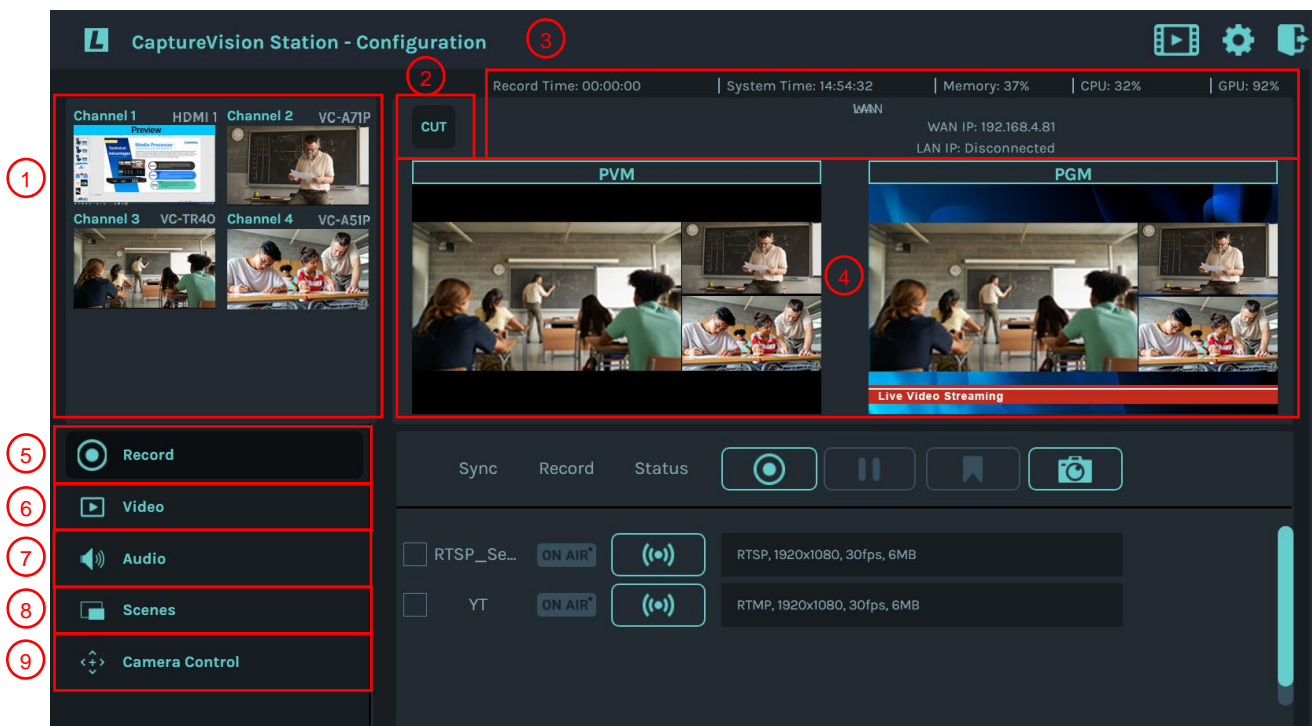 L CaptureVision Station - Configuration
3
2
Record Time: 00:00:00 System Time: 14:54:32 Memory: 37% CPU: 32% GPU: 92%
CUT
WAN IP: 192.168.4.81
LAN IP: Disconnected
1
Channel 1 HDMI 1 Channel 2 VC-A71P
Preview
Technical Advantages
Media Processor
Channel 3 VC-TR40 Channel 4 VC-A51P
PVM PGM
4
Live Video Streaming
5 Record
6 Video
7 Audio
8 Scenes
9 Camera Control
Sync Record Status
RTSP_Se... ON AIR RTSP, 1920x1080, 30fps, 6MB
YT ON AIR RTMP, 1920x1080, 30fps, 6MB